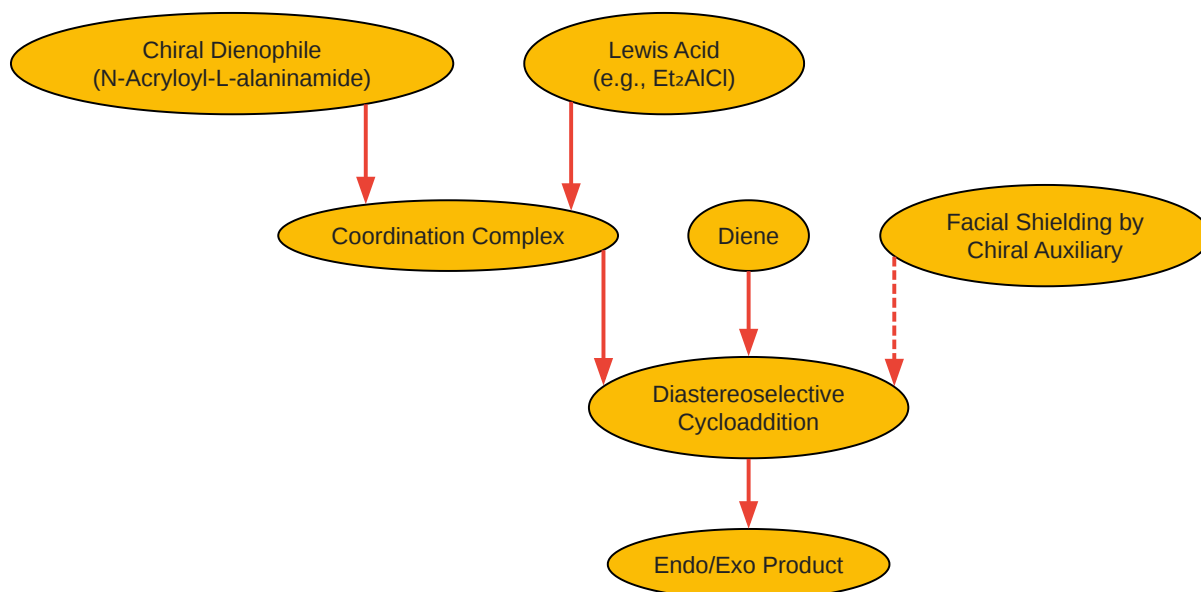 Chiral Dienophile
(N-Acryloyl-L-alaninamide)
Lewis Acid
(e.g., Et₂AlCl)
Coordination Complex
Diene
Facial Shielding by
Chiral Auxiliary
Diastereoselective
Cycloaddition
Endo/Exo Product